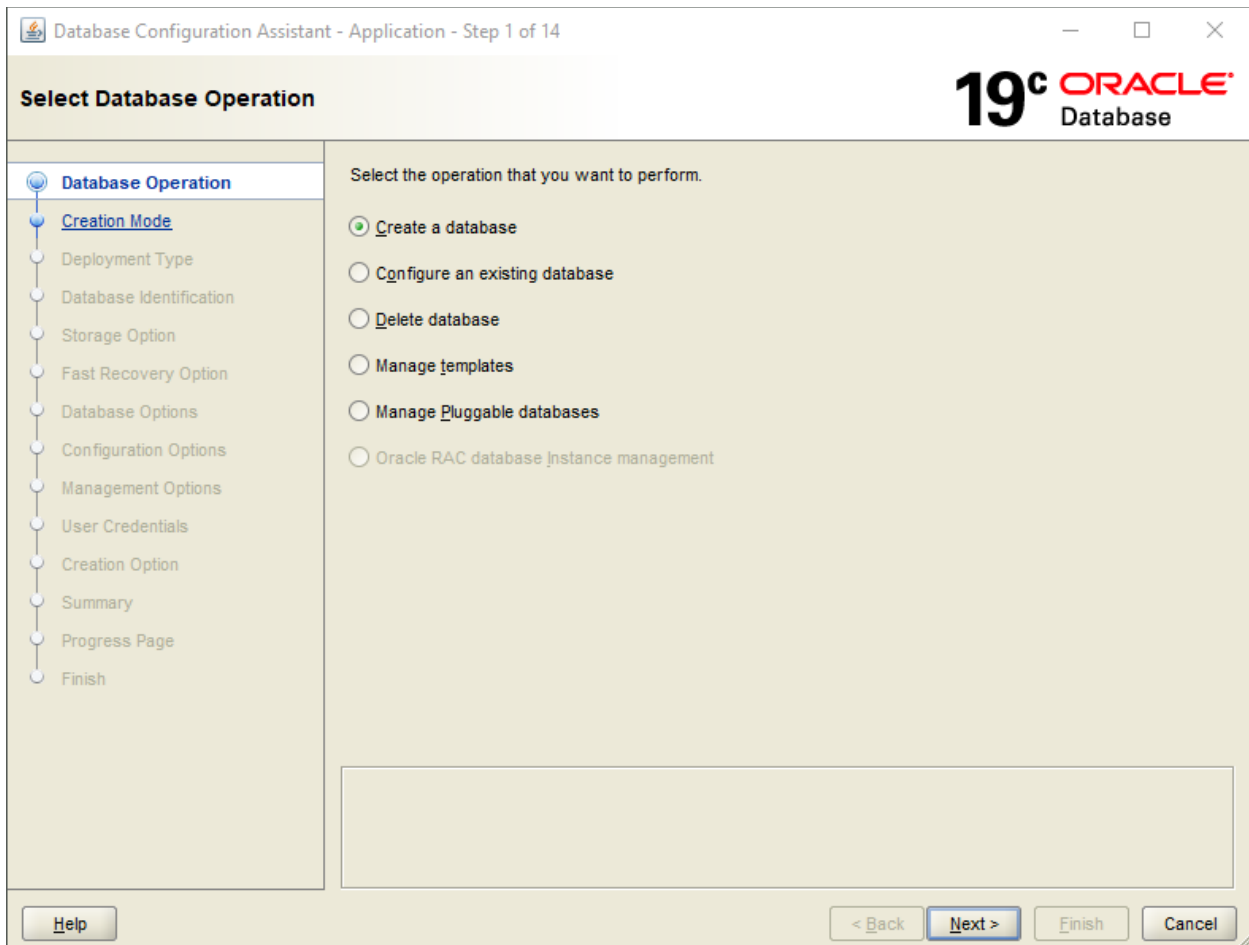 Database Configuration Assistant - Application - Step 1 of 14
Select Database Operation
19c ORACLE
Database
Database Operation
Creation Mode
Deployment Type
Database Identification
Storage Option
Fast Recovery Option
Database Options
Configuration Options
Management Options
User Credentials
Creation Option
Summary
Progress Page
Finish
Select the operation that you want to perform.
Create a database
Configure an existing database
Delete database
Manage templates
Manage Pluggable databases
Oracle RAC database Instance management
Help
< Back
Next >
Finish
Cancel